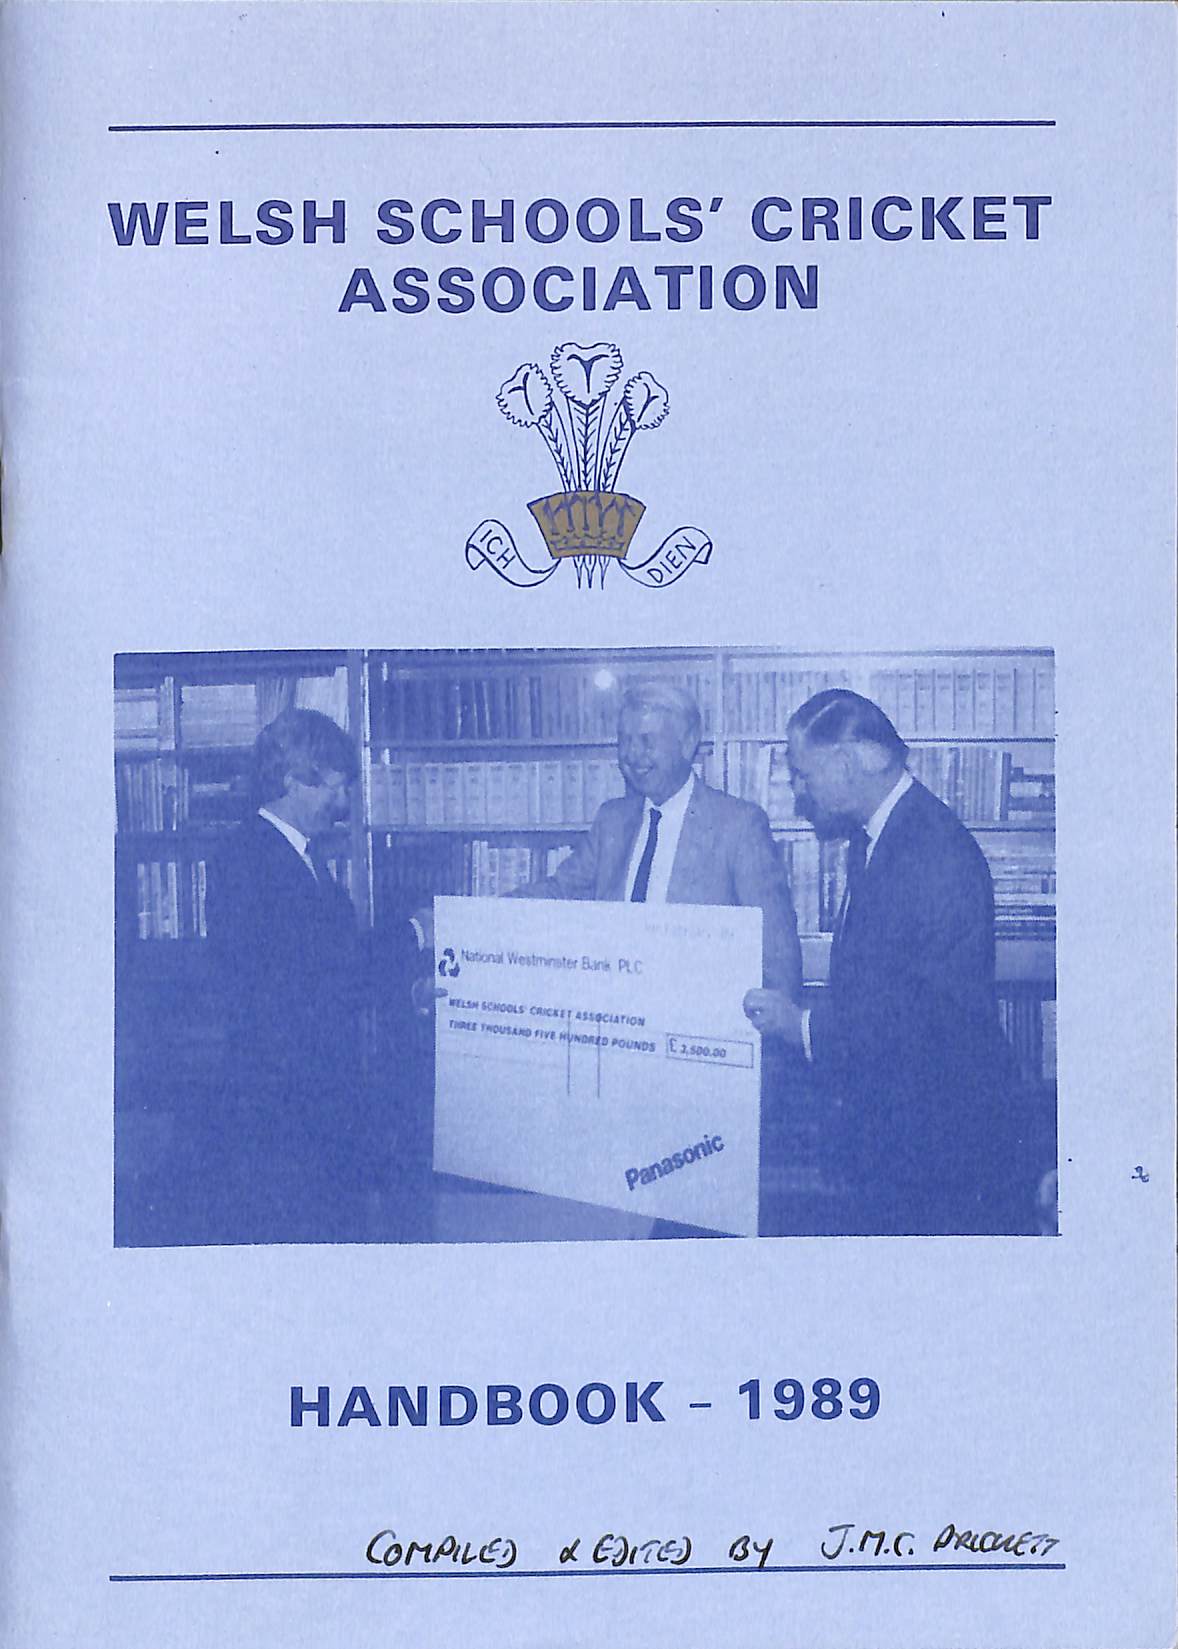 WELSH SCHOOLS' CRICKET
ASSOCIATION
ICH DIEN
National Westminster Bank PLC
WELSH SCHOOLS' CRICKET ASSOCIATION
THREE THOUSAND FIVE HUNDRED POUNDS £ 3,500.00
Panasonic
HANDBOOK - 1989
COMPILED & EDITED BY J.M.C. PRICKETT